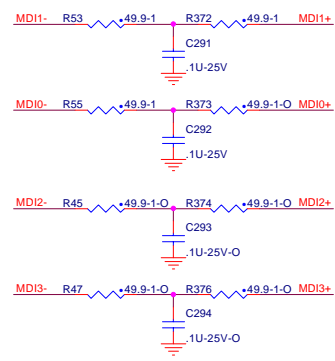 MDI1- R53 49.9-1 R372 49.9-1 MDI1+
C291
.1U-25V
MDI0- R55 49.9-1 R373 49.9-1-O MDI0+
C292
.1U-25V
MDI2- R45 49.9-1-O R374 49.9-1-O MDI2+
C293
.1U-25V-O
MDI3- R47 49.9-1-O R376 49.9-1-O MDI3+
C294
.1U-25V-O